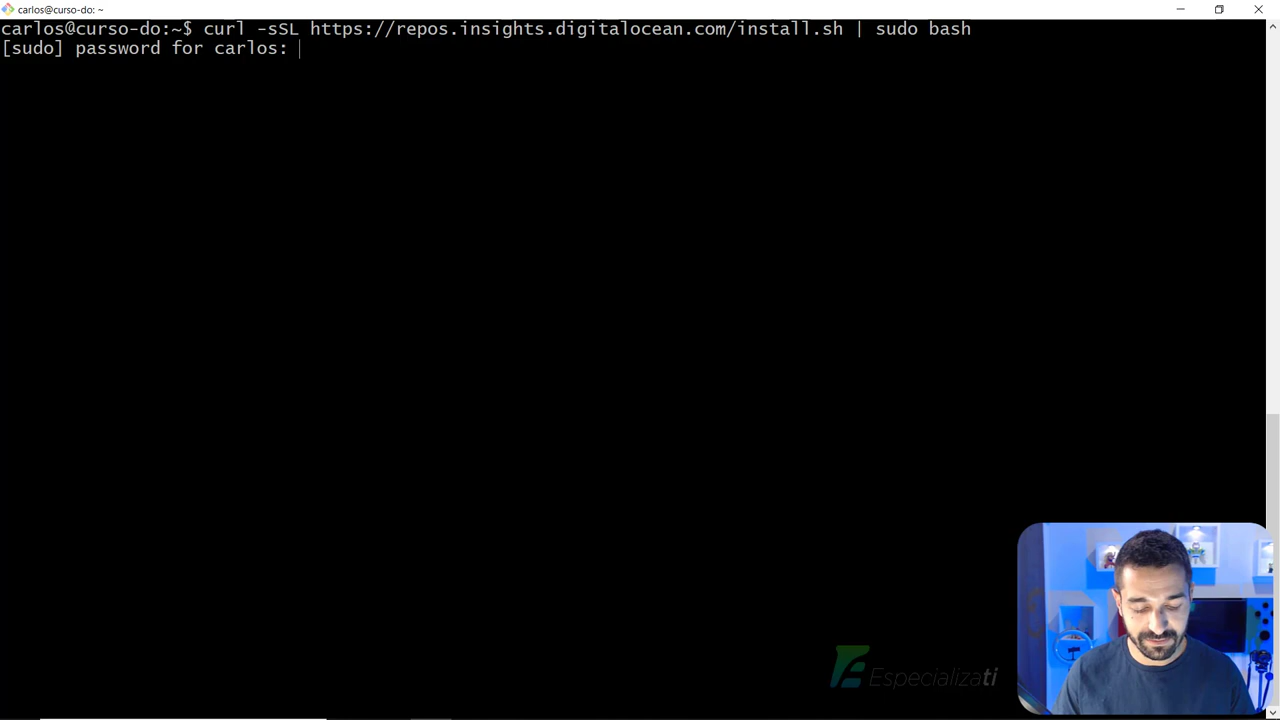 carlos@curso-do: ~
carlos@curso-do:~$ curl -sSL https://repos.insights.digitalocean.com/install.sh | sudo bash
[sudo] password for carlos:
Especializati